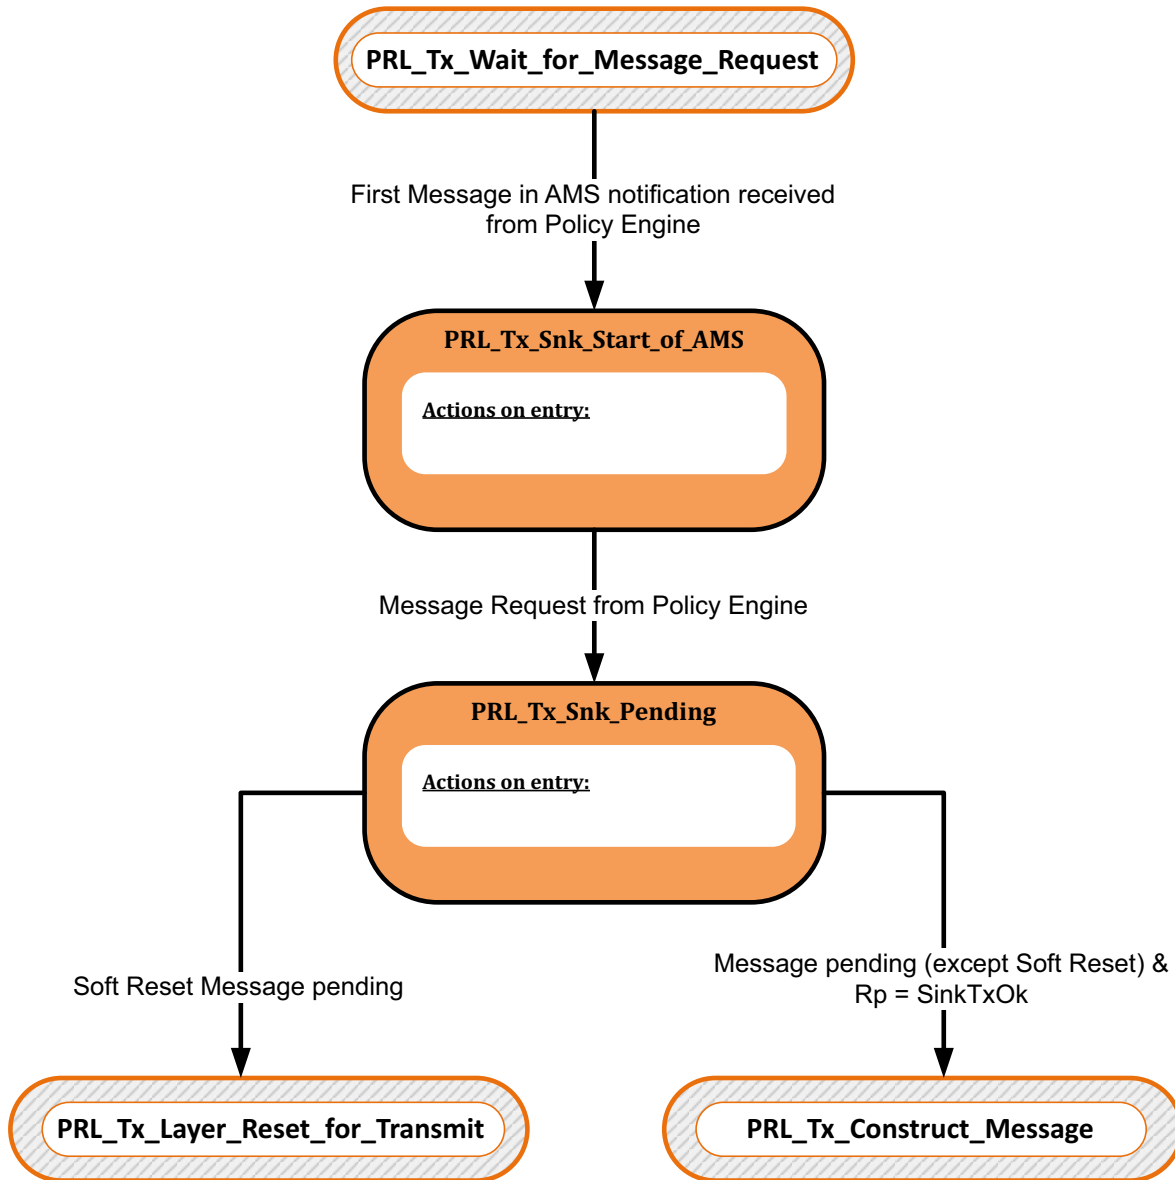 PRL_Tx_Wait_for_Message_Request
First Message in AMS notification received
from Policy Engine
PRL_Tx_Snk_Start_of_AMS
Actions on entry:
Message Request from Policy Engine
PRL_Tx_Snk_Pending
Actions on entry:
Soft Reset Message pending
Message pending (except Soft Reset) &
Rp = SinkTxOk
PRL_Tx_Layer_Reset_for_Transmit
PRL_Tx_Construct_Message